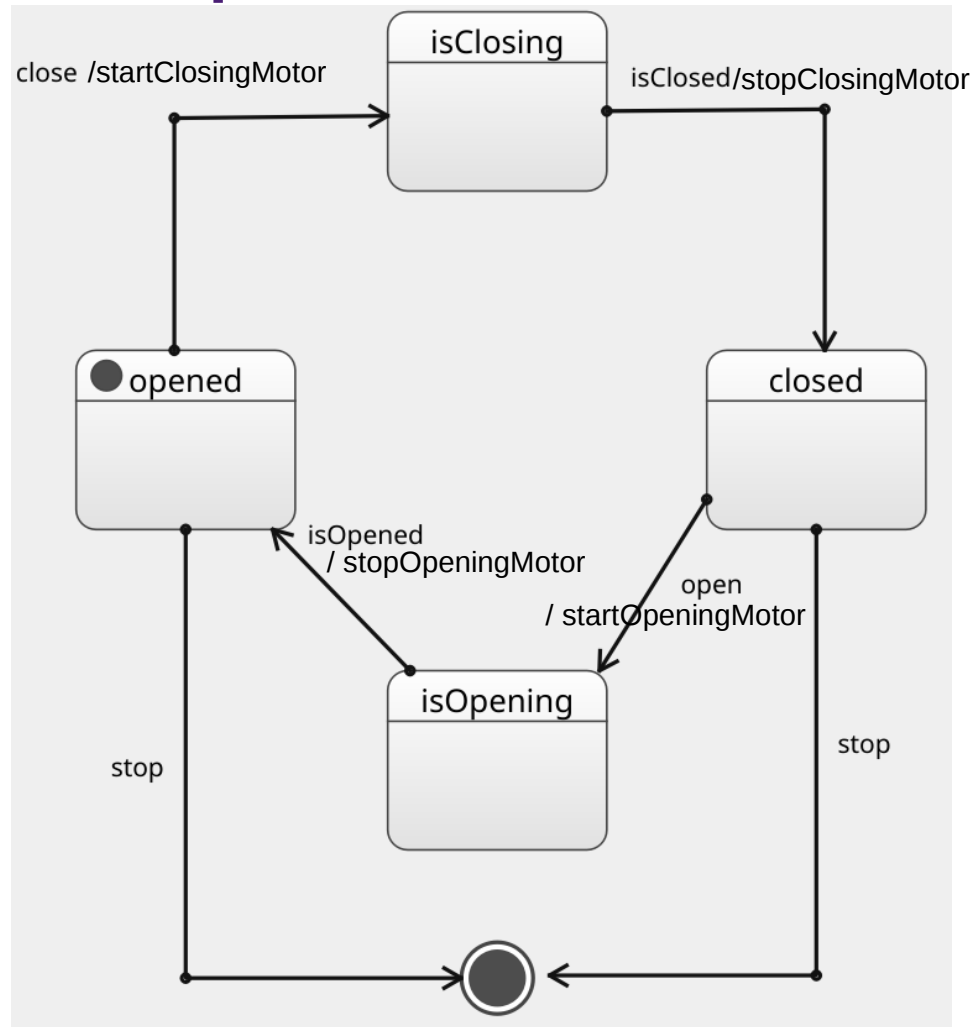 isClosing
close /startClosingMotor
isClosed/stopClosingMotor
opened
closed
isOpened
/ stopOpeningMotor
open
/ startOpeningMotor
isOpening
stop
stop